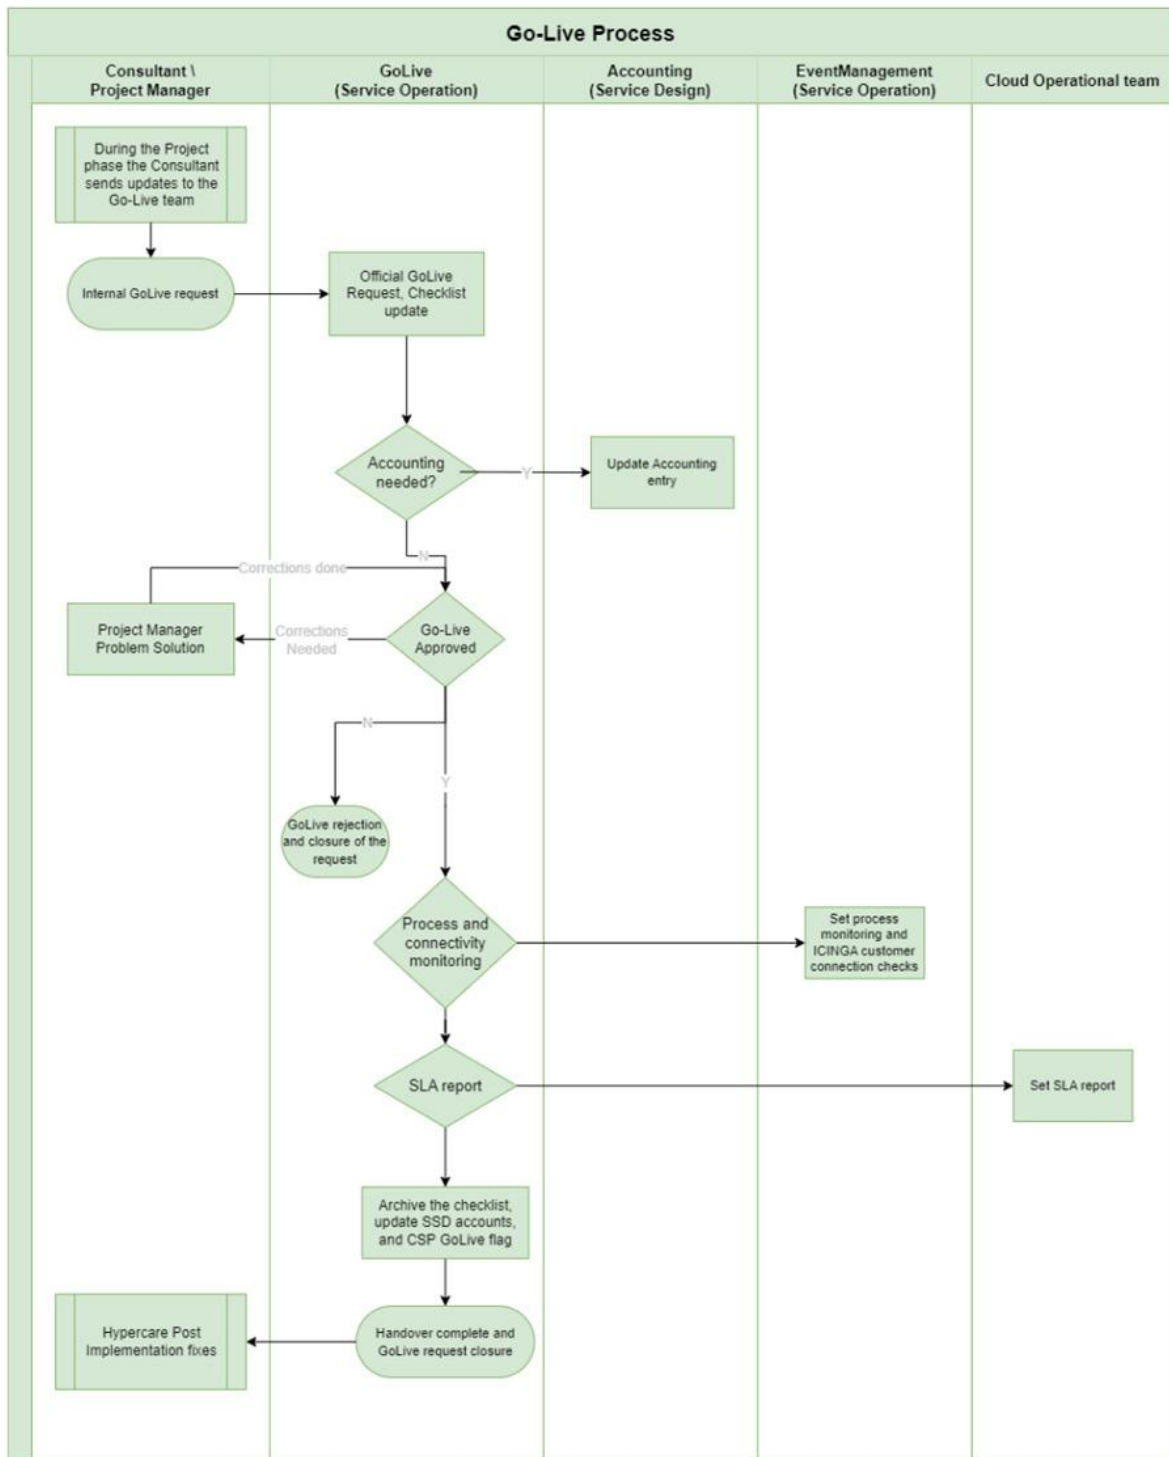 Go-Live Process
Consultant \
Project Manager
GoLive
(Service Operation)
Accounting
(Service Design)
EventManagement
(Service Operation)
Cloud Operational team
During the Project
phase the Consultant
sends updates to the
Go-Live team
Internal GoLive request
Official GoLive
Request, Checklist
update
Accounting
needed?
Y
Update Accounting
entry
N
Corrections done
Project Manager
Problem Solution
Corrections
Needed
Go-Live
Approved
N
Y
GoLive rejection
and closure of the
request
Process and
connectivity
monitoring
Set process
monitoring and
ICINGA customer
connection checks
SLA report
Set SLA report
Archive the checklist,
update SSD accounts,
and CSP GoLive flag
Hypercare Post
Implementation fixes
Handover complete and
GoLive request closure